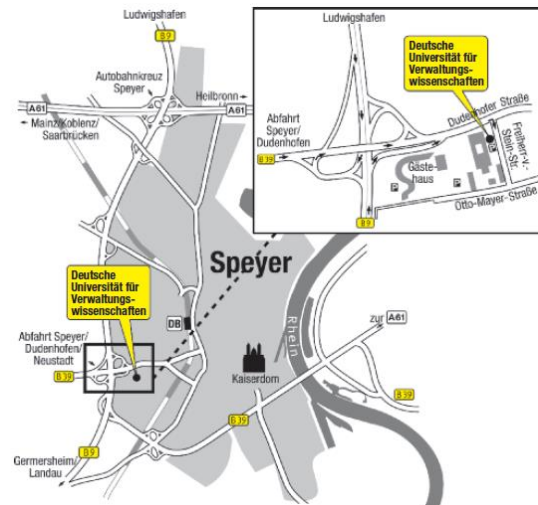 Ludwigshafen
B9
Autobahnkreuz
Speyer
Heilbronn
A61
A61
Mainz/Koblenz/
Saarbrücken
Deutsche
Universität für
Verwaltungs-
wissenschaften
Abfahrt Speyer/
Dudenhofen/
Neustadt
B39
DB
Speyer
Rhein
zur A61
Kaiserdom
B39
B39
B9
Germersheim/
Landau
Ludwigshafen
Deutsche
Universität für
Verwaltungs-
wissenschaften
Dudenhofer Straße
Abfahrt
Speyer/
Dudenhofen
B39
Gäste-
haus
P
P
P
Freiherr-v.-
Stein-Str.
Otto-Mayer-Straße
B9